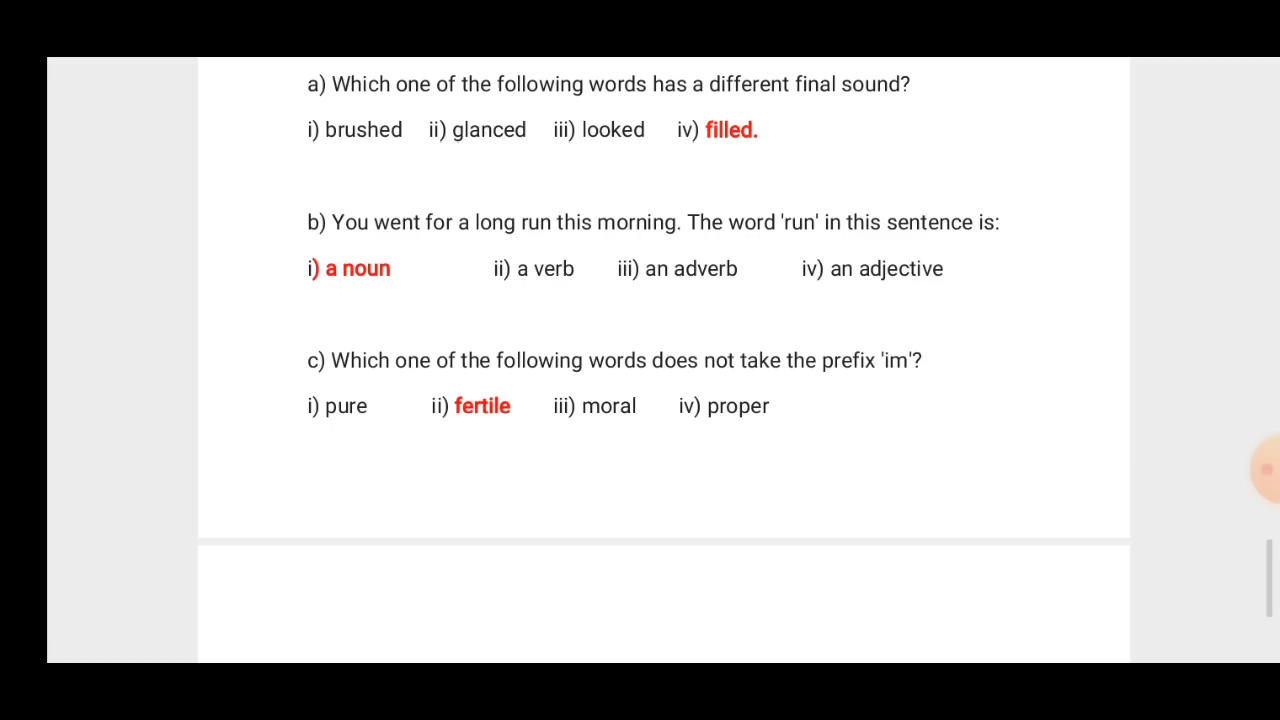 a) Which one of the following words has a different final sound?
i) brushed ii) glanced iii) looked iv) filled.
b) You went for a long run this morning. The word 'run' in this sentence is:
i) a noun ii) a verb iii) an adverb iv) an adjective
c) Which one of the following words does not take the prefix 'im'?
i) pure ii) fertile iii) moral iv) proper